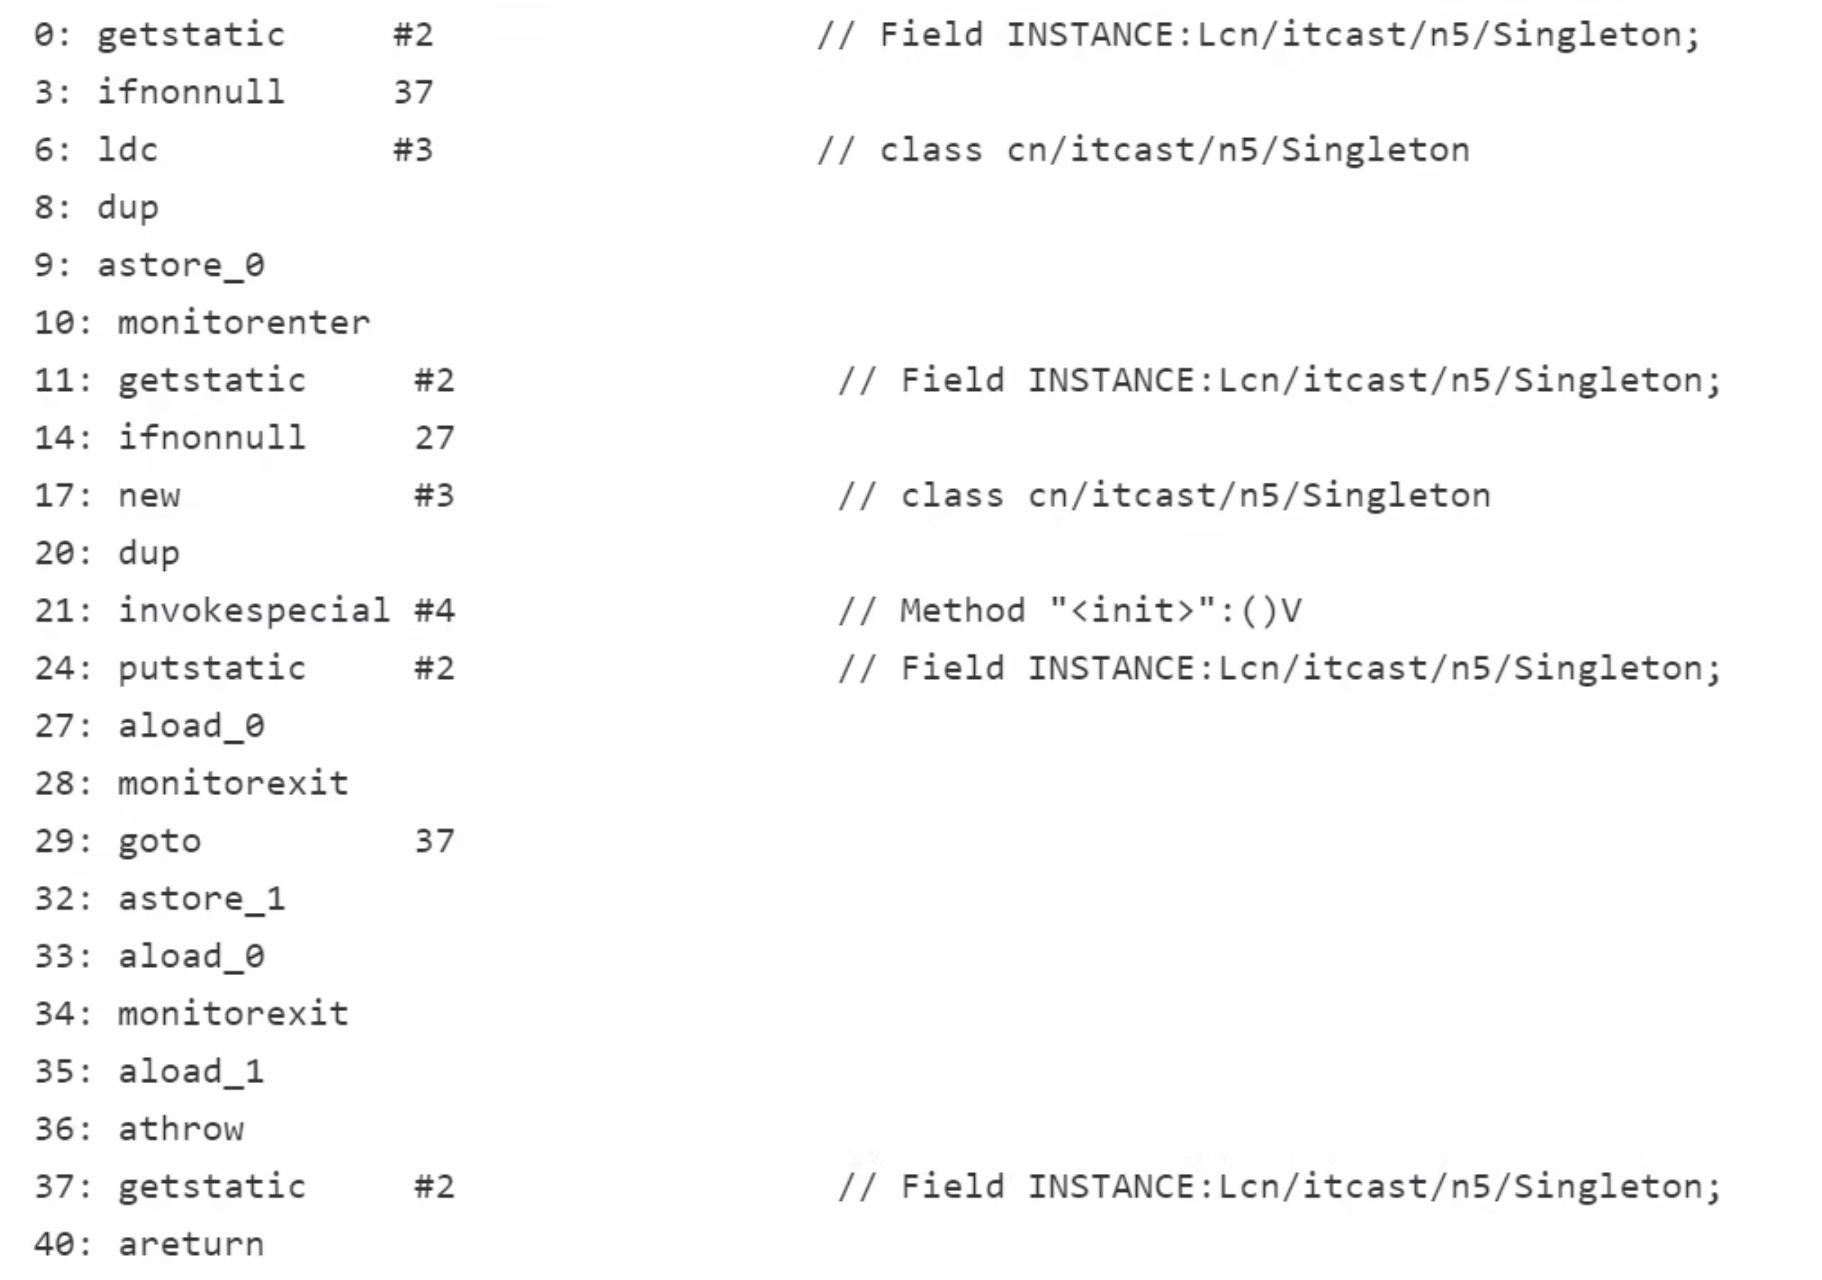 0: getstatic     #2                  // Field INSTANCE:Lcn/itcast/n5/Singleton;
3: ifnonnull     37
6: ldc           #3                  // class cn/itcast/n5/Singleton
8: dup
9: astore_0
10: monitorenter
11: getstatic     #2                  // Field INSTANCE:Lcn/itcast/n5/Singleton;
14: ifnonnull     27
17: new           #3                  // class cn/itcast/n5/Singleton
20: dup
21: invokespecial #4                  // Method "<init>":()V
24: putstatic     #2                  // Field INSTANCE:Lcn/itcast/n5/Singleton;
27: aload_0
28: monitorexit
29: goto          37
32: astore_1
33: aload_0
34: monitorexit
35: aload_1
36: athrow
37: getstatic     #2                  // Field INSTANCE:Lcn/itcast/n5/Singleton;
40: areturn